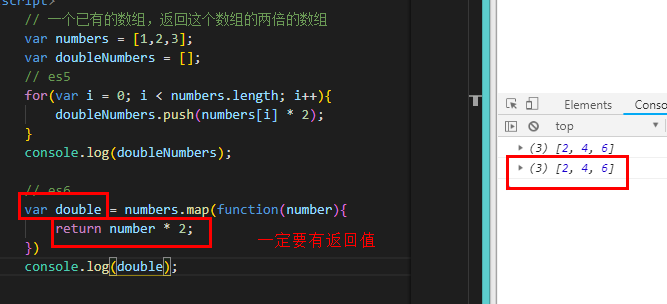 script>
// 一个已有的数组，返回这个数组的两倍的数组
var numbers = [1,2,3];
var doubleNumbers = [];
// es5
for(var i = 0; i < numbers.length; i++){
doubleNumbers.push(numbers[i] * 2);
}
console.log(doubleNumbers);
// es6
var double = numbers.map(function(number){
return number * 2;
})
console.log(double);
一定要有返回值
Elements Conso
top
(3) [2, 4, 6]
(3) [2, 4, 6]